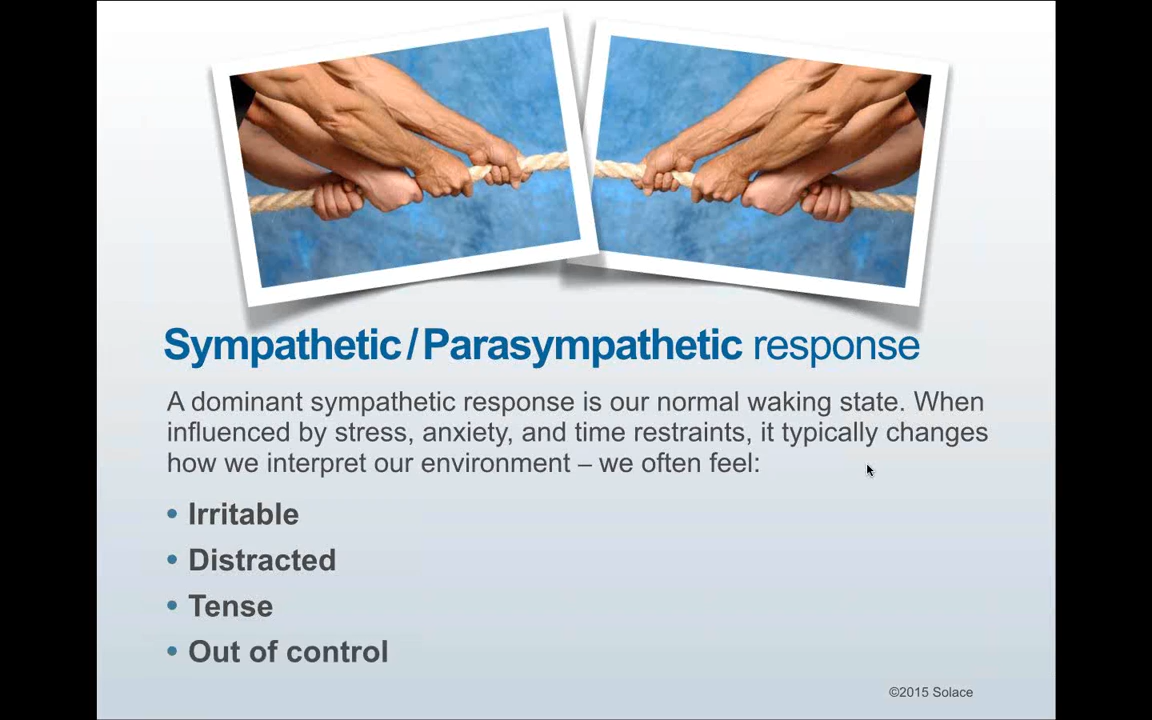 Sympathetic/Parasympathetic response
A dominant sympathetic response is our normal waking state. When
influenced by stress, anxiety, and time restraints, it typically changes
how we interpret our environment – we often feel:
• Irritable
• Distracted
• Tense
• Out of control
©2015 Solace